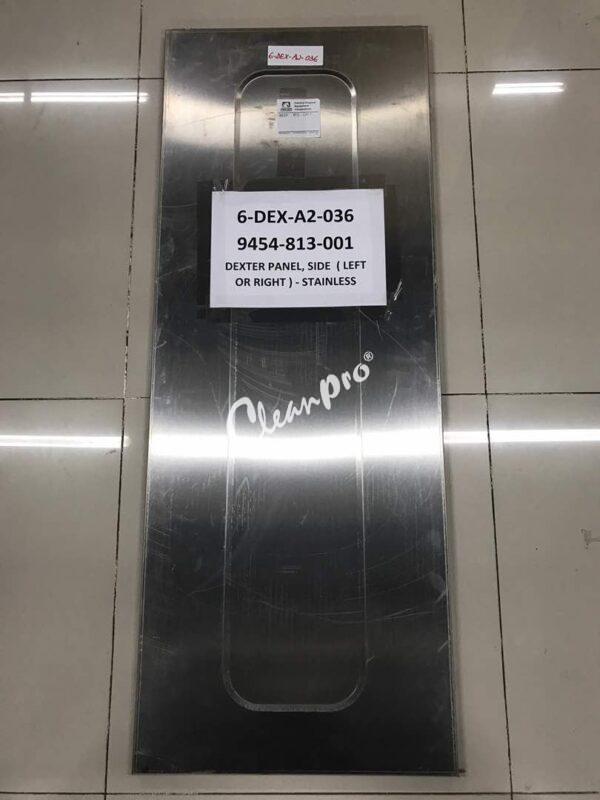 6-DEX-A2-036
6-DEX-A2-036
9454-813-001
DEXTER PANEL, SIDE ( LEFT
OR RIGHT ) - STAINLESS
CleanPro®